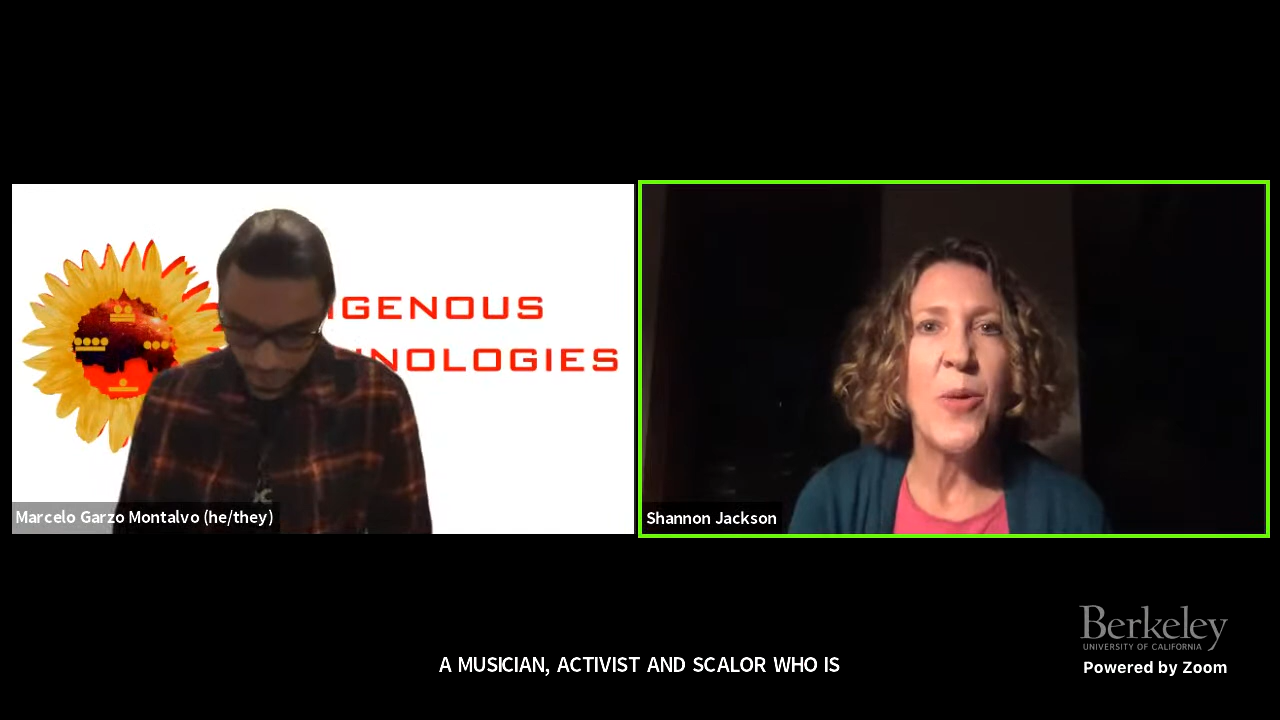 IGENOUS
NOLOGIES
Marcelo Garzo Montalvo (he/they)
Shannon Jackson
Berkeley
UNIVERSITY OF CALIFORNIA
Powered by Zoom
A MUSICIAN, ACTIVIST AND SCALOR WHO IS